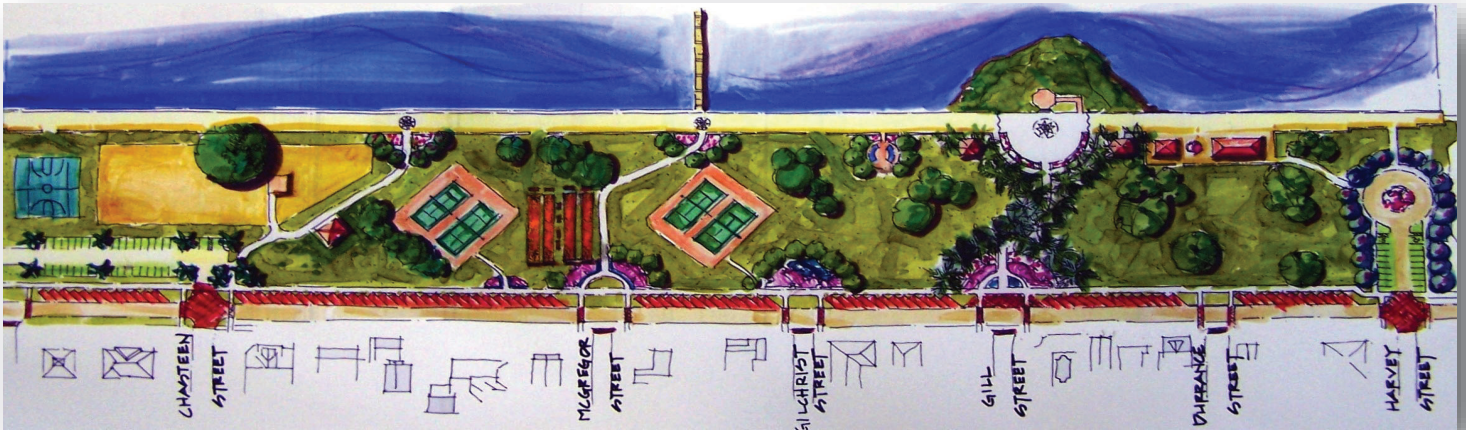 CHASTEEN
STREET
MCGREGOR
STREET
GILCHRIST
STREET
GILL
STREET
DURRANCE
STREET
HARVEY
STREET